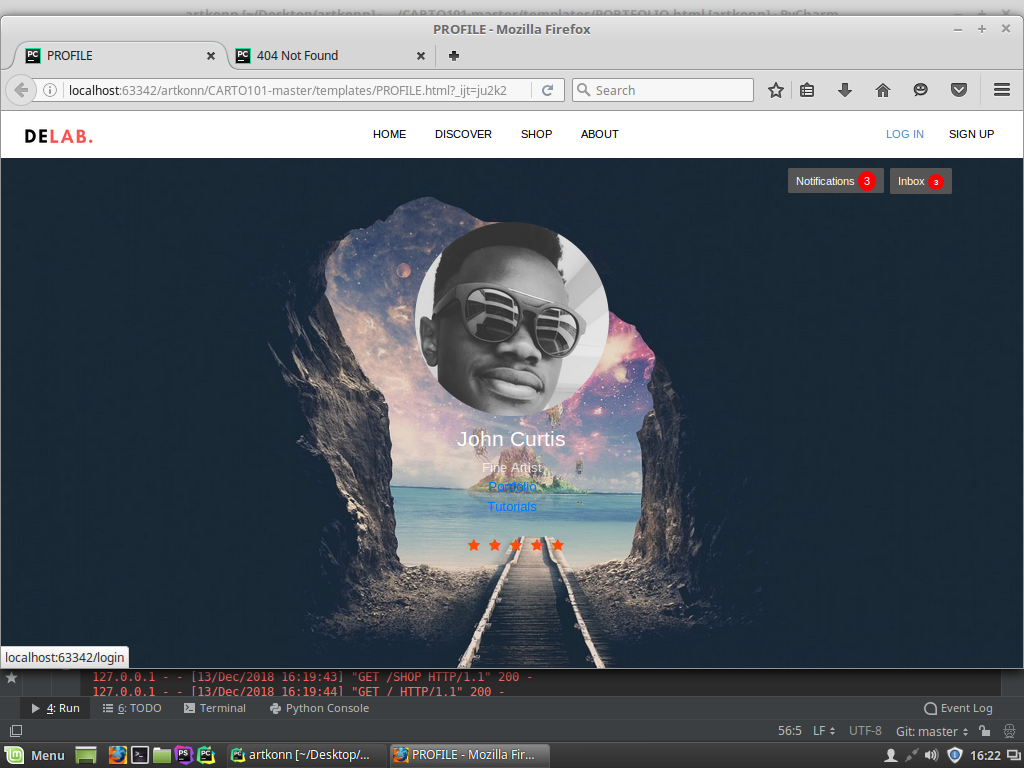 artkonn [~/Desktop/artkonn] - .../CARTO101-master/templates/PORTFOLIO.html [artkonn] - PyCharm
PROFILE - Mozilla Firefox
PROFILE
404 Not Found
localhost:63342/artkonn/CARTO101-master/templates/PROFILE.html?_ijt=ju2k2
Search
DELAB.
HOME DISCOVER SHOP ABOUT
LOG IN SIGN UP
Notifications 3 Inbox 3
John Curtis
Fine Artist
Portfolio
Tutorials
localhost:63342/login
127.0.0.1 - - [13/Dec/2018 16:19:43] "GET /SHOP HTTP/1.1" 200 -
127.0.0.1 - - [13/Dec/2018 16:19:44] "GET / HTTP/1.1" 200 -
4: Run 6: TODO Terminal Python Console Event Log
56:5 LF UTF-8 Git: master
Menu PS PC PC artkonn [~/Desktop/... PROFILE - Mozilla Fir... 16:22